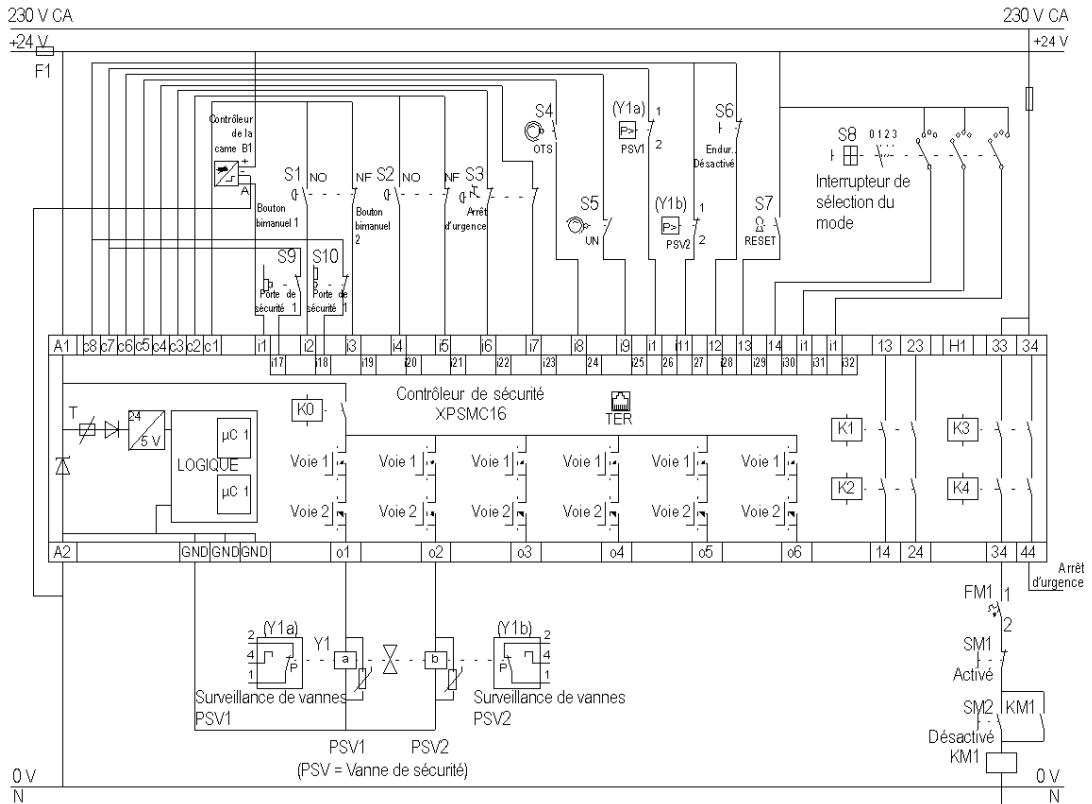 230 V CA
230 V CA
+24 V
+24 V
F1
Contrôleur
de la
came B1
+
-
A
S1
NO
NF
S2
NO
NF
S3
Bouton
bimanuel 1
Bouton
bimanuel
2
Arrêt
d'urgence
S4
OTS
S5
UN
(Y1a)
P>
1
2
PSV1
(Y1b)
P>
1
2
PSV2
S6
Endur..
Désactivé
S7
RESET
S8
0 1 2 3
Interrupteur de
sélection du
mode
S9
Porte de
sécurité 1
S10
Porte de
sécurité 1
A1 c8 c7 c6 c5 c4 c3 c2 c1 i1 i2 i3 i4 i5 i6 i7 i8 i9 i1 i11 12 13 14 i1 i1 13 23 H1 33 34
i17 i18 i19 i20 i21 i22 i23 24 i25 26 27 i28 i29 i30 i31 i32
Contrôleur de sécurité
XPSMC16
TER
K0
T
24
5 V
LOGIQUE
µC 1
µC 1
Voie 1 Voie 1 Voie 1 Voie 1 Voie 1 Voie 1
Voie 2 Voie 2 Voie 2 Voie 2 Voie 2 Voie 2
K1
K3
K2
K4
A2 GND GND GND o1 o2 o3 o4 o5 o6 14 24 34 44
Arrêt
d'urgence
FM1
1
2
SM1
Activé
SM2
KM1
Désactivé
KM1
(Y1a)
2
4
1
P
Y1
a
b
(Y1b)
2
4
1
P
Surveillance de vannes
PSV1
Surveillance de vannes
PSV2
PSV1
PSV2
(PSV = Vanne de sécurité)
0 V
0 V
N
N